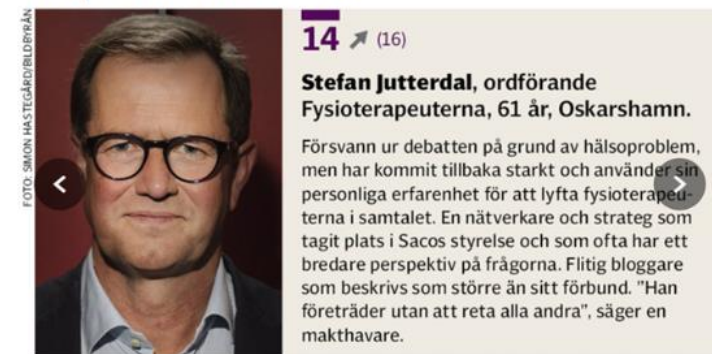 FOTO: SIMON HASTEGÅRD/BILDBYRÅN
14 (16)
Stefan Jutterdal, ordförande
Fysioterapeuterna, 61 år, Oskarshamn.
Försvann ur debatten på grund av hälsoproblem,
men har kommit tillbaka starkt och använder sin
personliga erfarenhet för att lyfta fysioterapeu-
terna i samtalet. En nätverkare och strateg som
tagit plats i Sacos styrelse och som ofta har ett
bredare perspektiv på frågorna. Flitig bloggare
som beskrivs som större än sitt förbund. ”Han
företräder utan att reta alla andra”, säger en
makthavare.